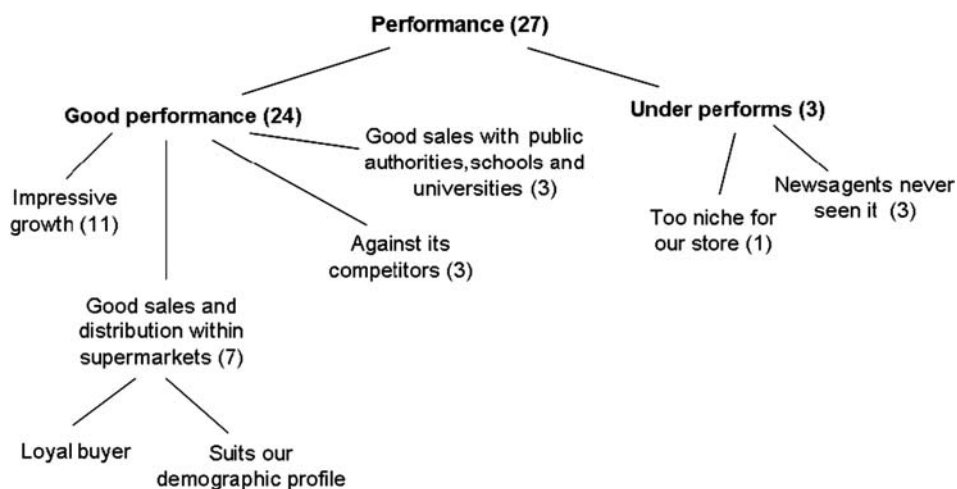 Performance (27)
Good performance (24)
Under performs (3)
Good sales with public
authorities,schools and
universities (3)
Impressive
growth (11)
Newsagents never
seen it (3)
Too niche for
our store (1)
Against its
competitors (3)
Good sales and
distribution within
supermarkets (7)
Loyal buyer
Suits our
demographic profile